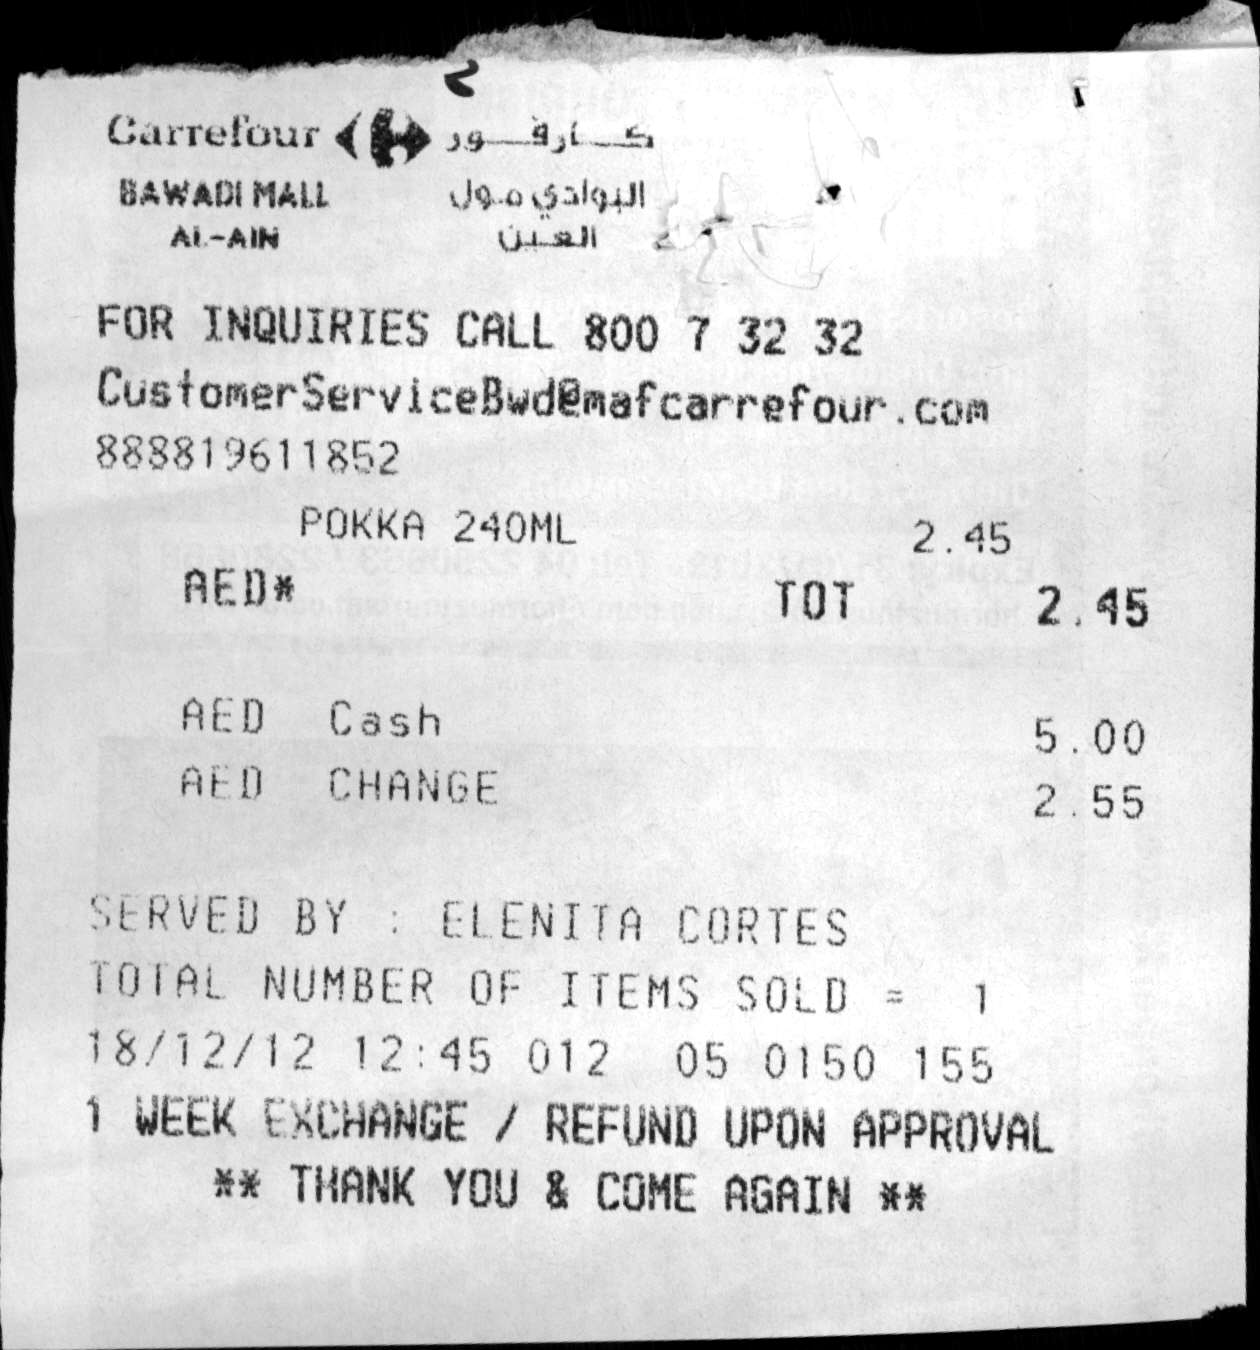 Carrefour كارفور
BAWADI MALL البوادي مول
AL-AIN العين
FOR INQUIRIES CALL 800 7 32 32
CustomerServiceBwd@mafcarrefour.com
888819611852
POKKA 240ML 2.45
AED* TOT 2.45
AED Cash 5.00
AED CHANGE 2.55
SERVED BY : ELENITA CORTES
TOTAL NUMBER OF ITEMS SOLD = 1
18/12/12 12:45 012 05 0150 155
1 WEEK EXCHANGE / REFUND UPON APPROVAL
** THANK YOU & COME AGAIN **